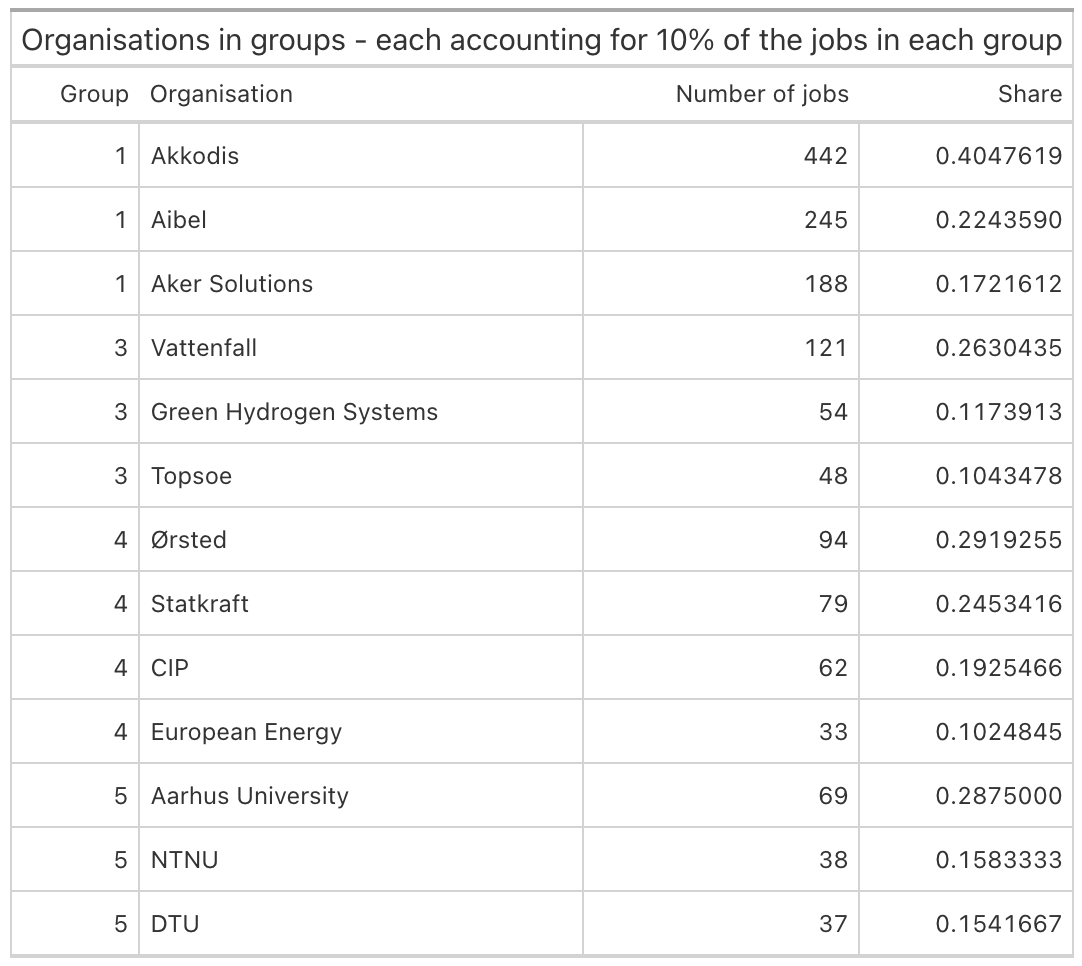 Organisations in groups - each accounting for 10% of the jobs in each group
Group Organisation Number of jobs Share
1 Akkodis 442 0.4047619
1 Aibel 245 0.2243590
1 Aker Solutions 188 0.1721612
3 Vattenfall 121 0.2630435
3 Green Hydrogen Systems 54 0.1173913
3 Topsoe 48 0.1043478
4 Ørsted 94 0.2919255
4 Statkraft 79 0.2453416
4 CIP 62 0.1925466
4 European Energy 33 0.1024845
5 Aarhus University 69 0.2875000
5 NTNU 38 0.1583333
5 DTU 37 0.1541667